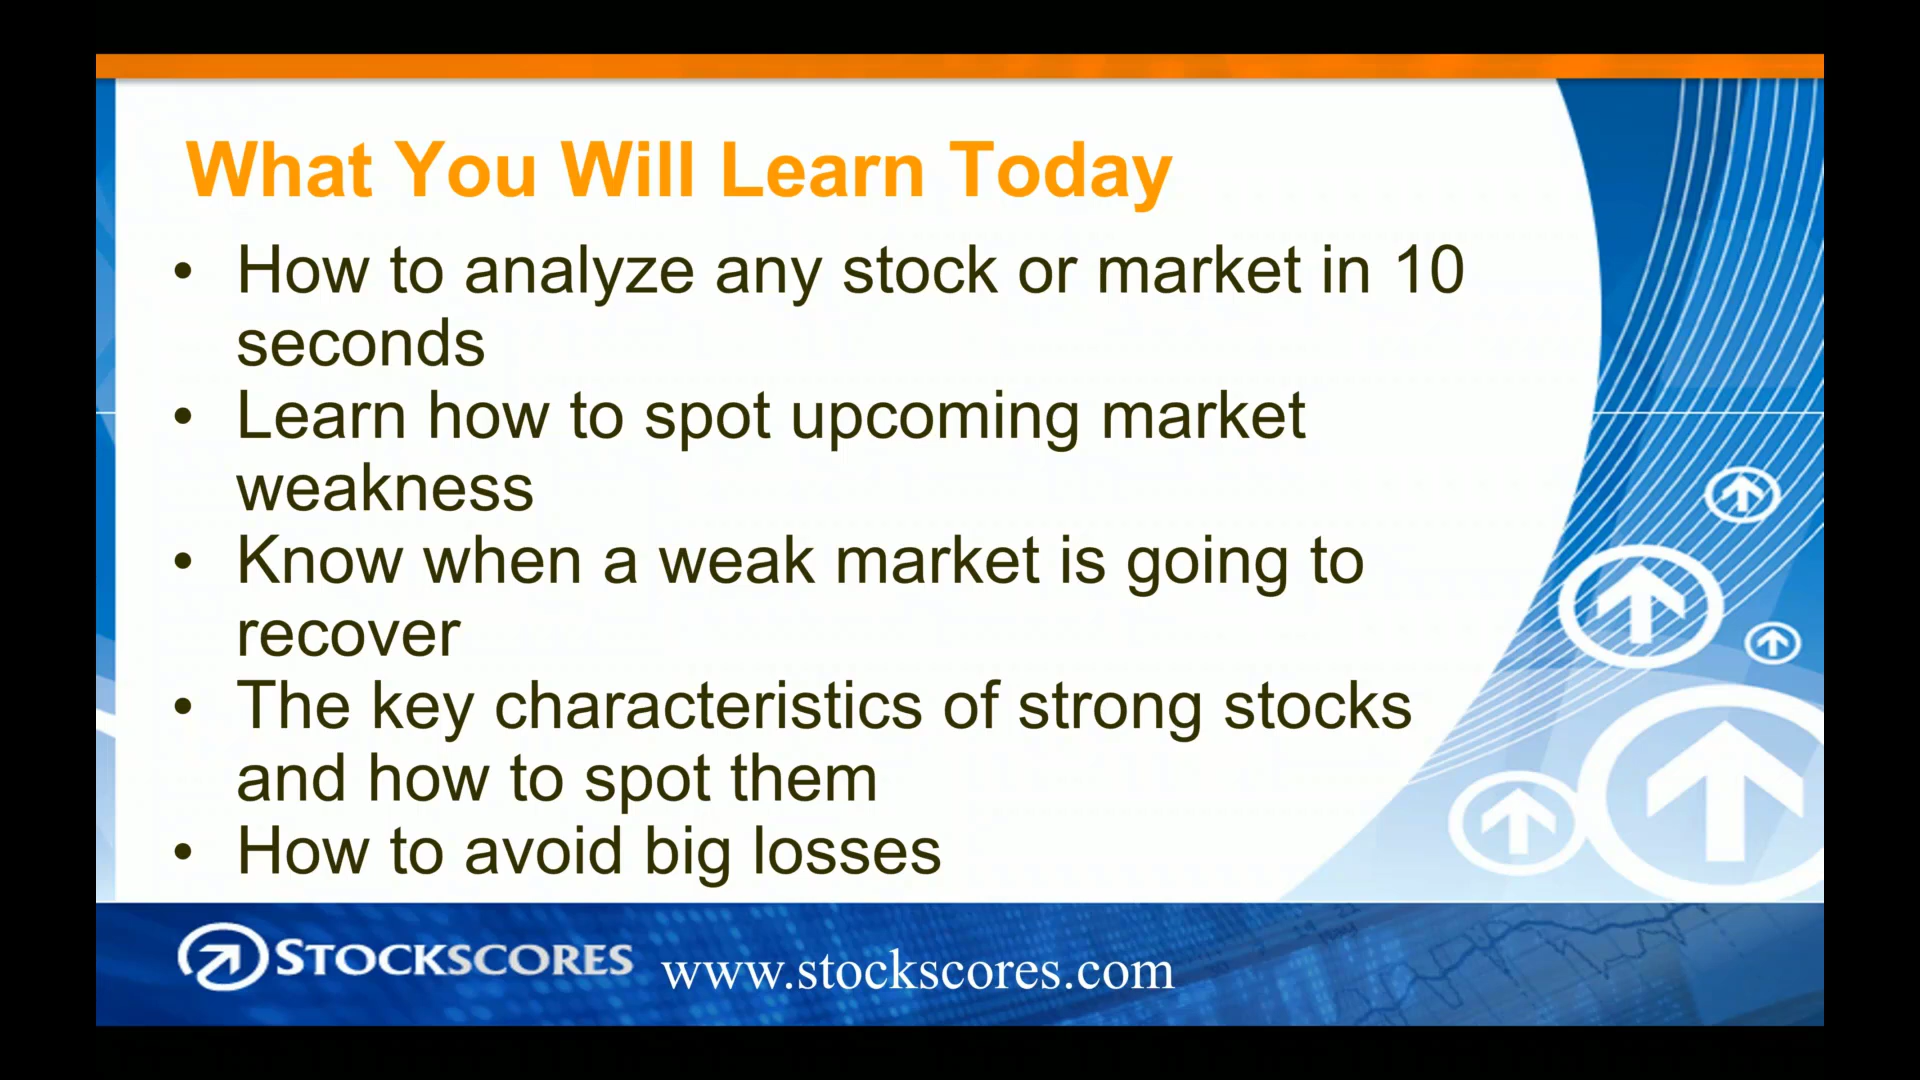 What You Will Learn Today
• How to analyze any stock or market in 10
seconds
• Learn how to spot upcoming market
weakness
• Know when a weak market is going to
recover
• The key characteristics of strong stocks
and how to spot them
• How to avoid big losses
STOCKSCORES www.stockscores.com